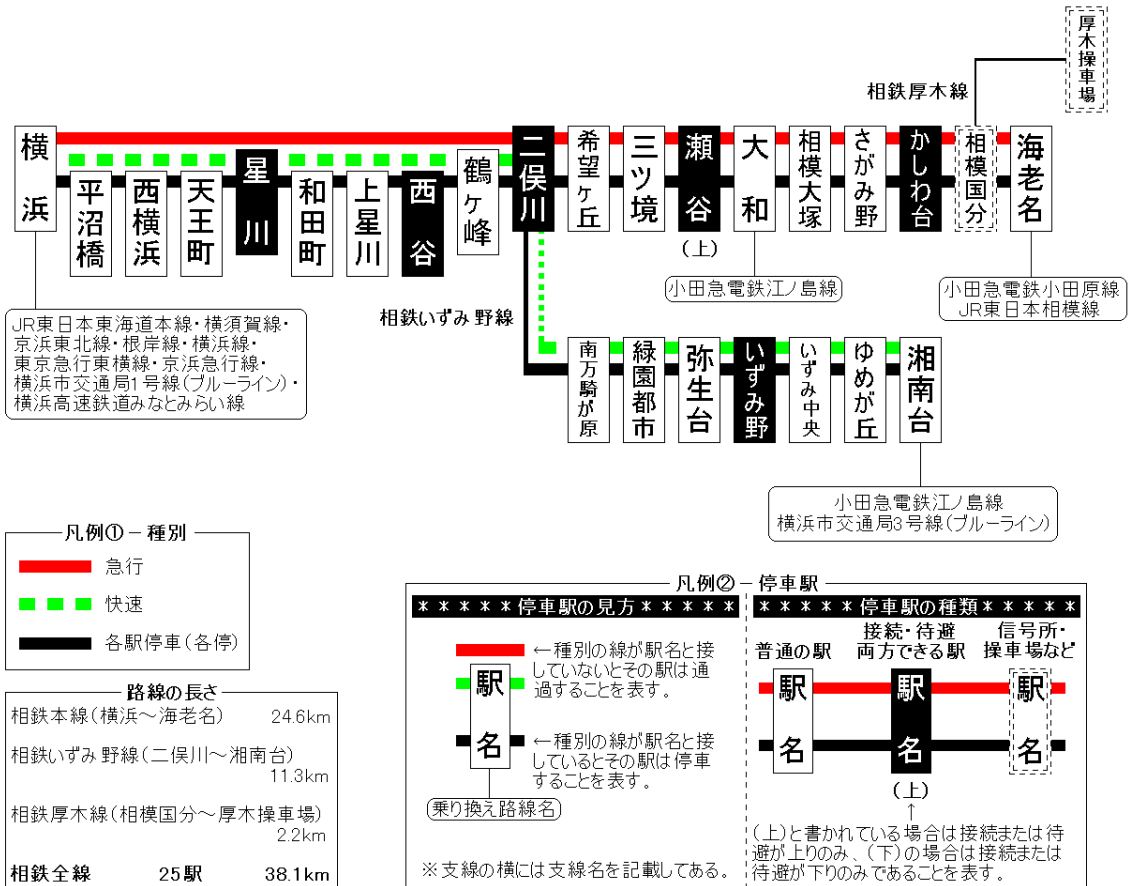 厚木操車場
相鉄厚木線
横浜
平沼橋
西横浜
天王町
星川
和田町
上星川
西谷
鶴ヶ峰
二俣川
希望ヶ丘
三ツ境
瀬谷
(上)
大和
相模大塚
さがみ野
かしわ台
相模国分
海老名
小田急電鉄江ノ島線
小田急電鉄小田原線
JR東日本相模線
相鉄いずみ野線
JR東日本東海道本線・横須賀線・
京浜東北線・根岸線・横浜線・
東京急行東横線・京浜急行線・
横浜市交通局1号線(ブルーライン)・
横浜高速鉄道みなとみらい線
南万騎が原
緑園都市
弥生台
いずみ野
いずみ中央
ゆめが丘
湘南台
小田急電鉄江ノ島線
横浜市交通局3号線(ブルーライン)
凡例① − 種別
急行
快速
各駅停車(各停)
路線の長さ
相鉄本線(横浜～海老名) 24.6km
相鉄いずみ野線(二俣川～湘南台)
11.3km
相鉄厚木線(相模国分～厚木操車場)
2.2km
相鉄全線 25駅 38.1km
凡例② − 停車駅
＊＊＊＊＊停車駅の見方＊＊＊＊＊
←種別の線が駅名と接
していないとその駅は通
過することを表す。
駅名
←種別の線が駅名と接
しているとその駅は停車
することを表す。
乗り換え路線名
※支線の横には支線名を記載してある。
＊＊＊＊＊停車駅の種類＊＊＊＊＊
普通の駅
接続・待避
両方できる駅
信号所・
操車場など
駅名
駅名
駅名
(上)
↑
(上)と書かれている場合は接続または待
避が上りのみ、(下)の場合は接続または
待避が下りのみであることを表す。